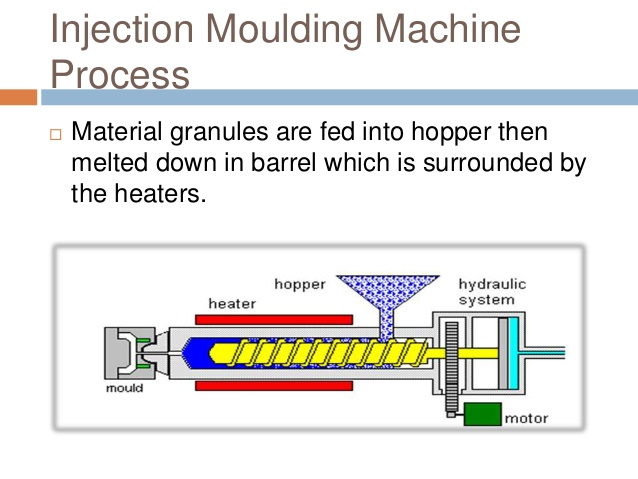 Injection Moulding Machine
Process
Material granules are fed into hopper then
melted down in barrel which is surrounded by
the heaters.
hopper
hydraulic
system
heater
mould
motor